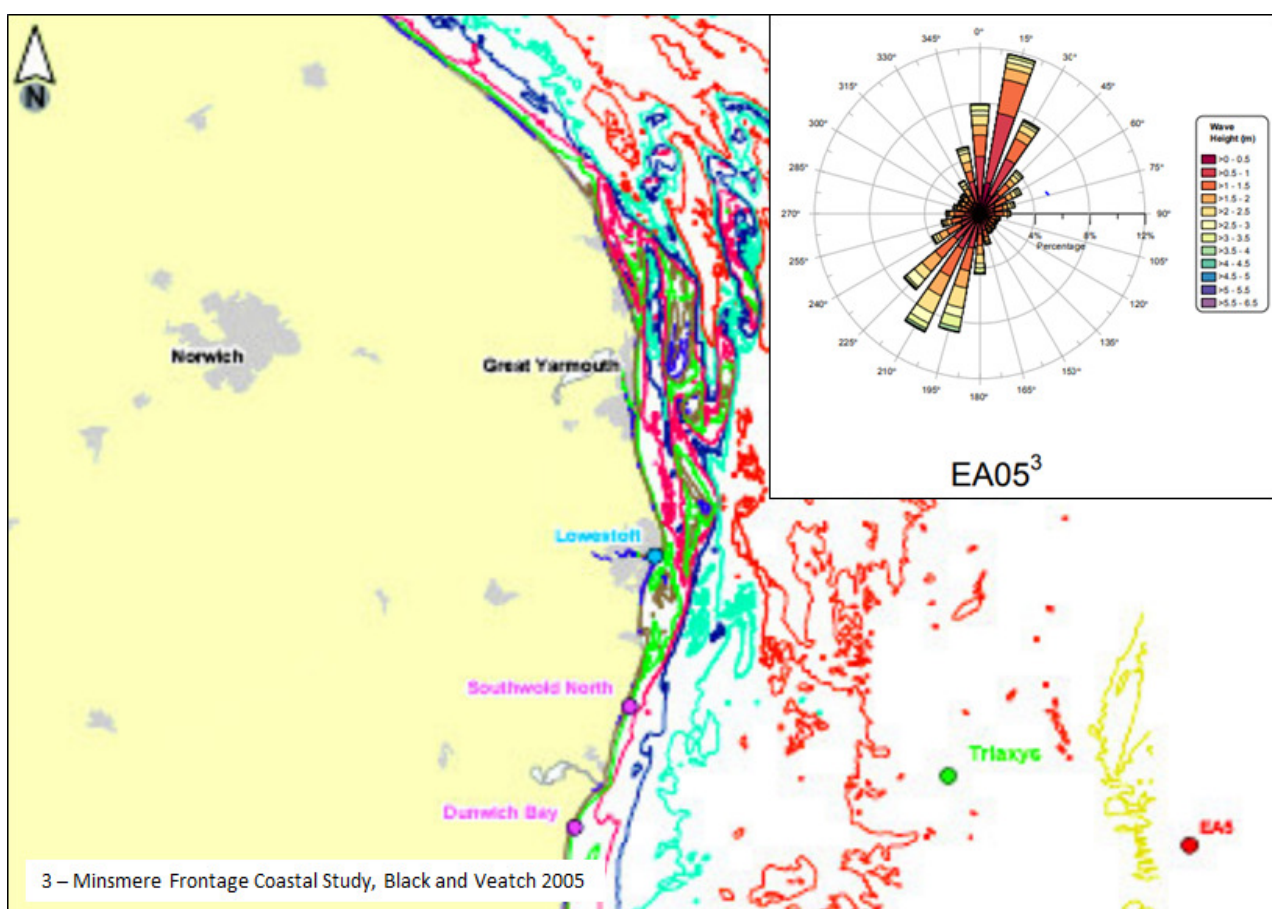 N
Norwich
Great Yarmouth
Lowestoft
Southwold North
Dunwich Bay
Triaxys
EA5
3 – Minsmere Frontage Coastal Study, Black and Veatch 2005
0°
15°
30°
45°
60°
75°
90°
105°
120°
135°
153°
165°
180°
195°
210°
225°
240°
255°
270°
285°
300°
315°
345°
4%
8%
12%
Percentage
Wave
Height (m)
>0 - 0.5
>0.5 - 1
>1 - 1.5
>1.5 - 2
>2 - 2.5
>2.5 - 3
>3 - 3.5
>3.5 - 4
>4 - 4.5
>4.5 - 5
>5 - 5.5
>5.5 - 6.5
EA05³